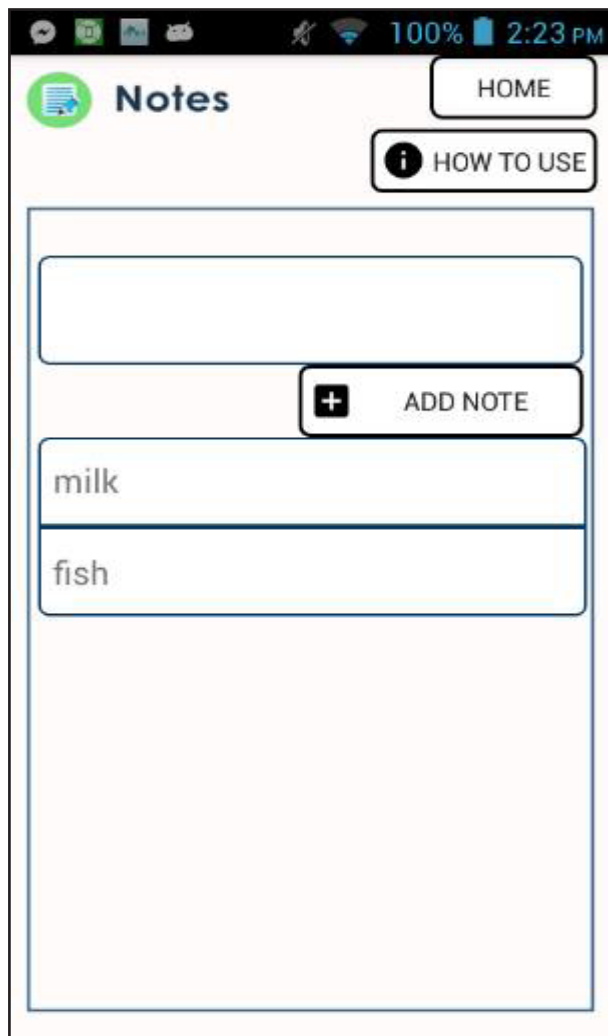 100% 2:23 PM
Notes
HOME
HOW TO USE
ADD NOTE
milk
fish